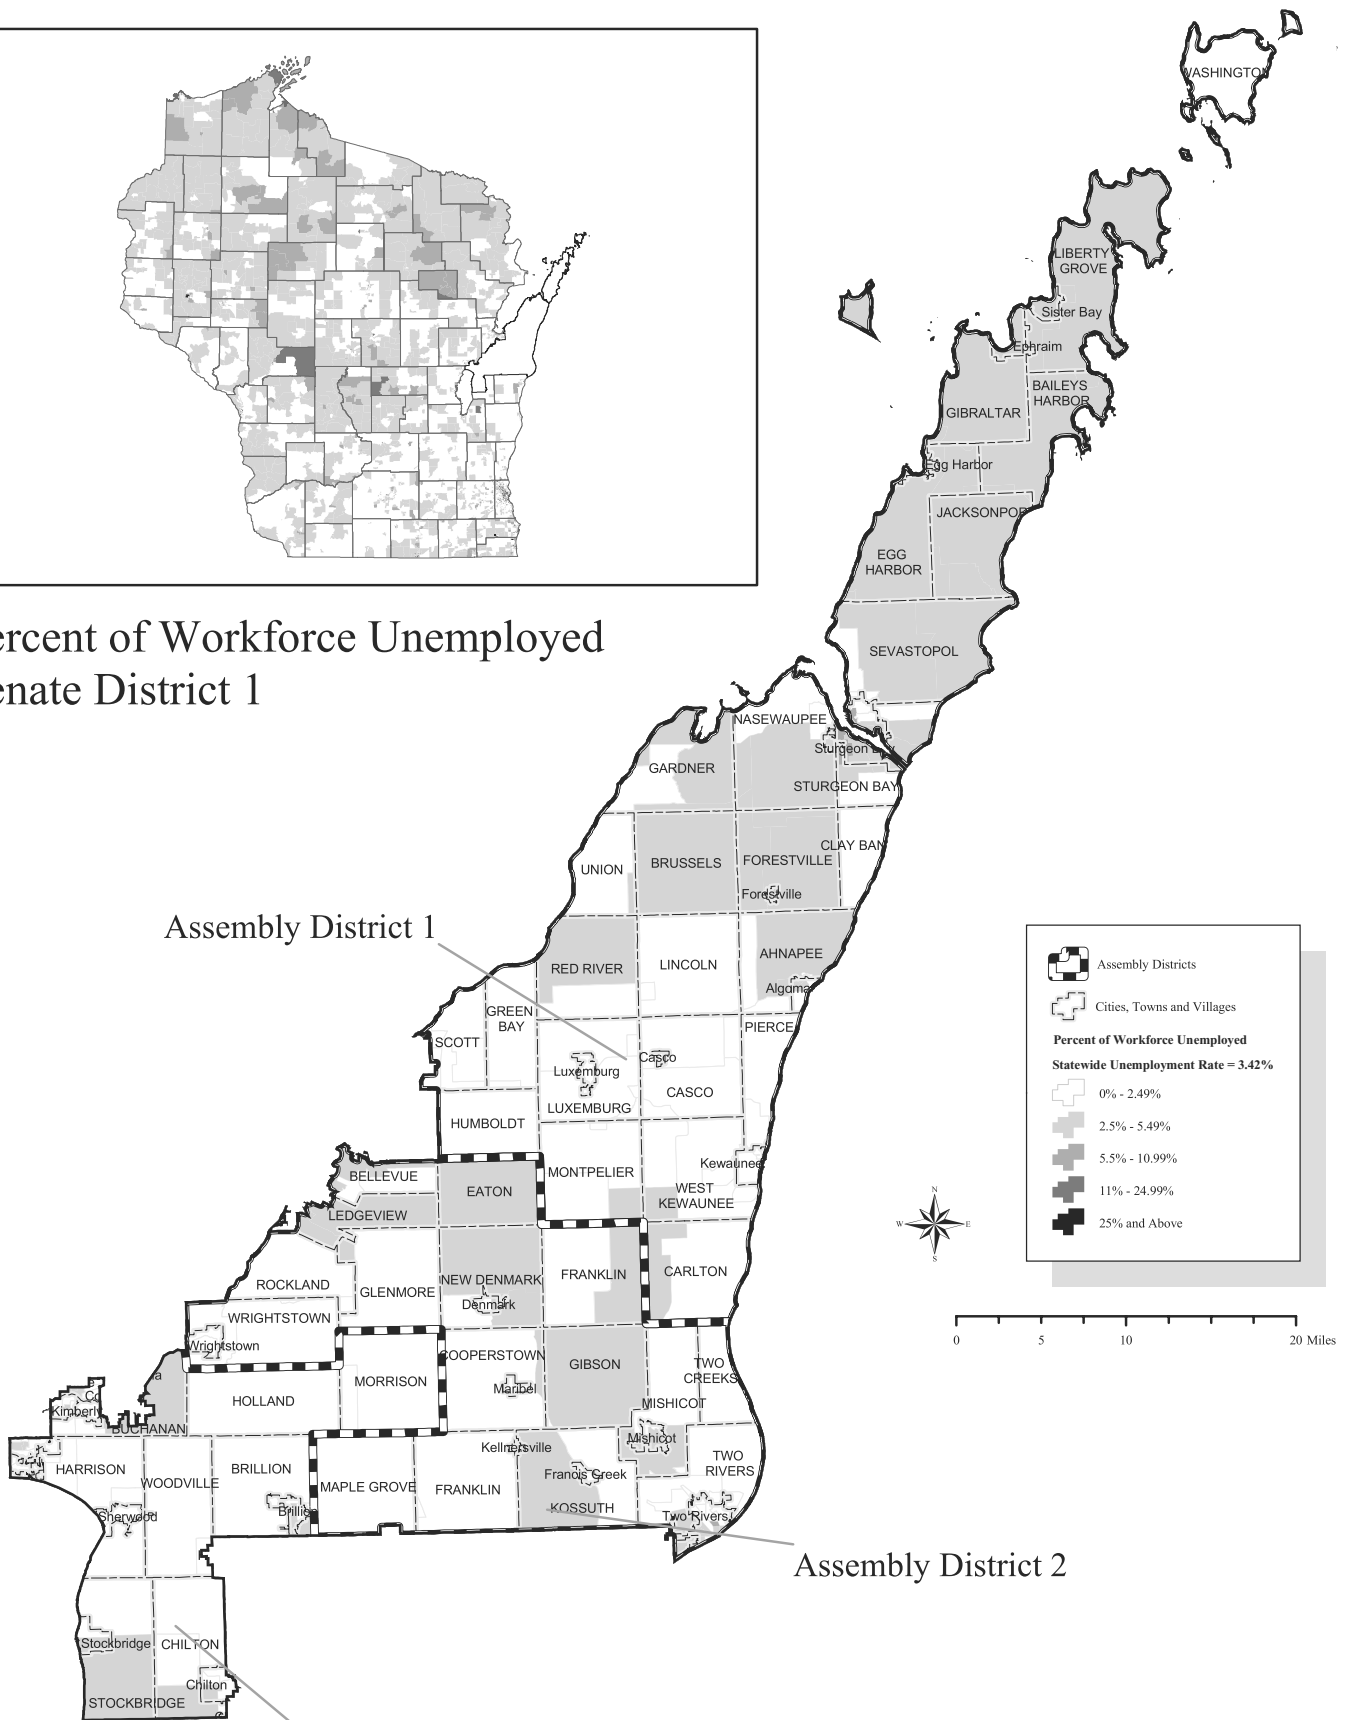 WASHINGTON
LIBERTY
GROVE
Sister Bay
Ephraim
BAILEYS
HARBOR
GIBRALTAR
Egg Harbor
JACKSONPOR
EGG
HARBOR
ercent of Workforce Unemployed
enate District 1
SEVASTOPOL
NASEWAUPEE
Sturgeon B
GARDNER
STURGEON BAY
CLAY BAN
UNION
BRUSSELS
FORESTVILLE
Forestville
Assembly District 1
AHNAPEE
RED RIVER
LINCOLN
Algoma
GREEN
BAY
PIERCE
SCOTT
Casco
Luxemburg
CASCO
LUXEMBURG
HUMBOLDT
Kewaunee
MONTPELIER
BELLEVUE
EATON
WEST
KEWAUNEE
LEDGEVIEW
CARLTON
FRANKLIN
NEW DENMARK
ROCKLAND
GLENMORE
Denmark
WRIGHTSTOWN
Wrightstown
COOPERSTOWN
GIBSON
TWO
CREEKS
MORRISON
Maribel
HOLLAND
MISHICOT
Kimberly
BUCHANAN
Mishicot
Kellnersville
TWO
RIVERS
HARRISON
BRILLION
Francis Creek
WOODVILLE
MAPLE GROVE
FRANKLIN
KOSSUTH
Sherwood
Brillion
Two Rivers
Assembly District 2
Stockbridge
CHILTON
Chilton
STOCKBRIDGE
Assembly Districts
Cities, Towns and Villages
Percent of Workforce Unemployed
Statewide Unemployment Rate = 3.42%
0% - 2.49%
2.5% - 5.49%
5.5% - 10.99%
11% - 24.99%
25% and Above
N
W E
S
0 5 10 20 Miles